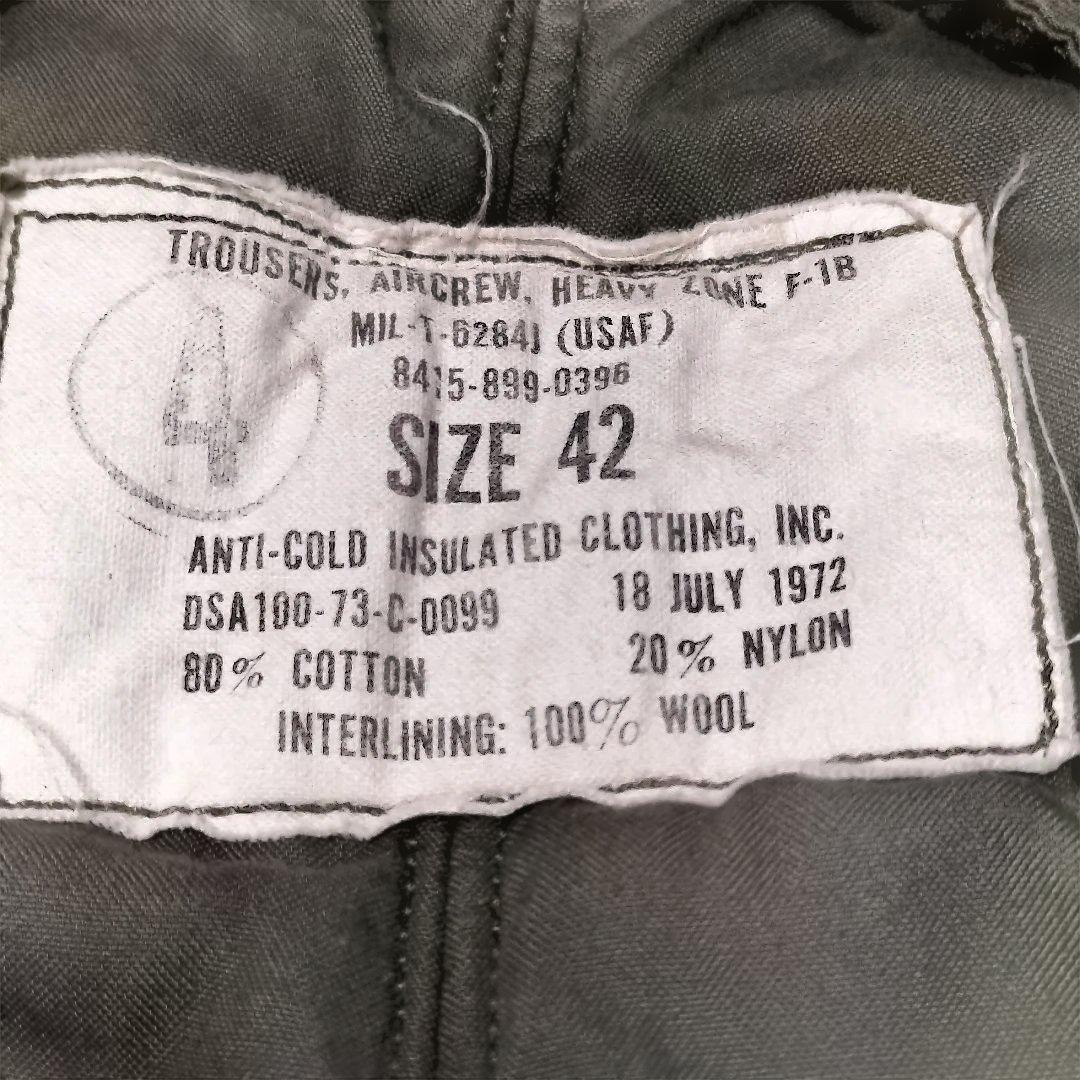 TROUSERS, AIRCREW, HEAVY ZONE F-1B
MIL-T-6284J (USAF)
8415-899-0396
4
SIZE 42
ANTI-COLD INSULATED CLOTHING, INC.
DSA100-73-C-0099 18 JULY 1972
80% COTTON 20% NYLON
INTERLINING: 100% WOOL